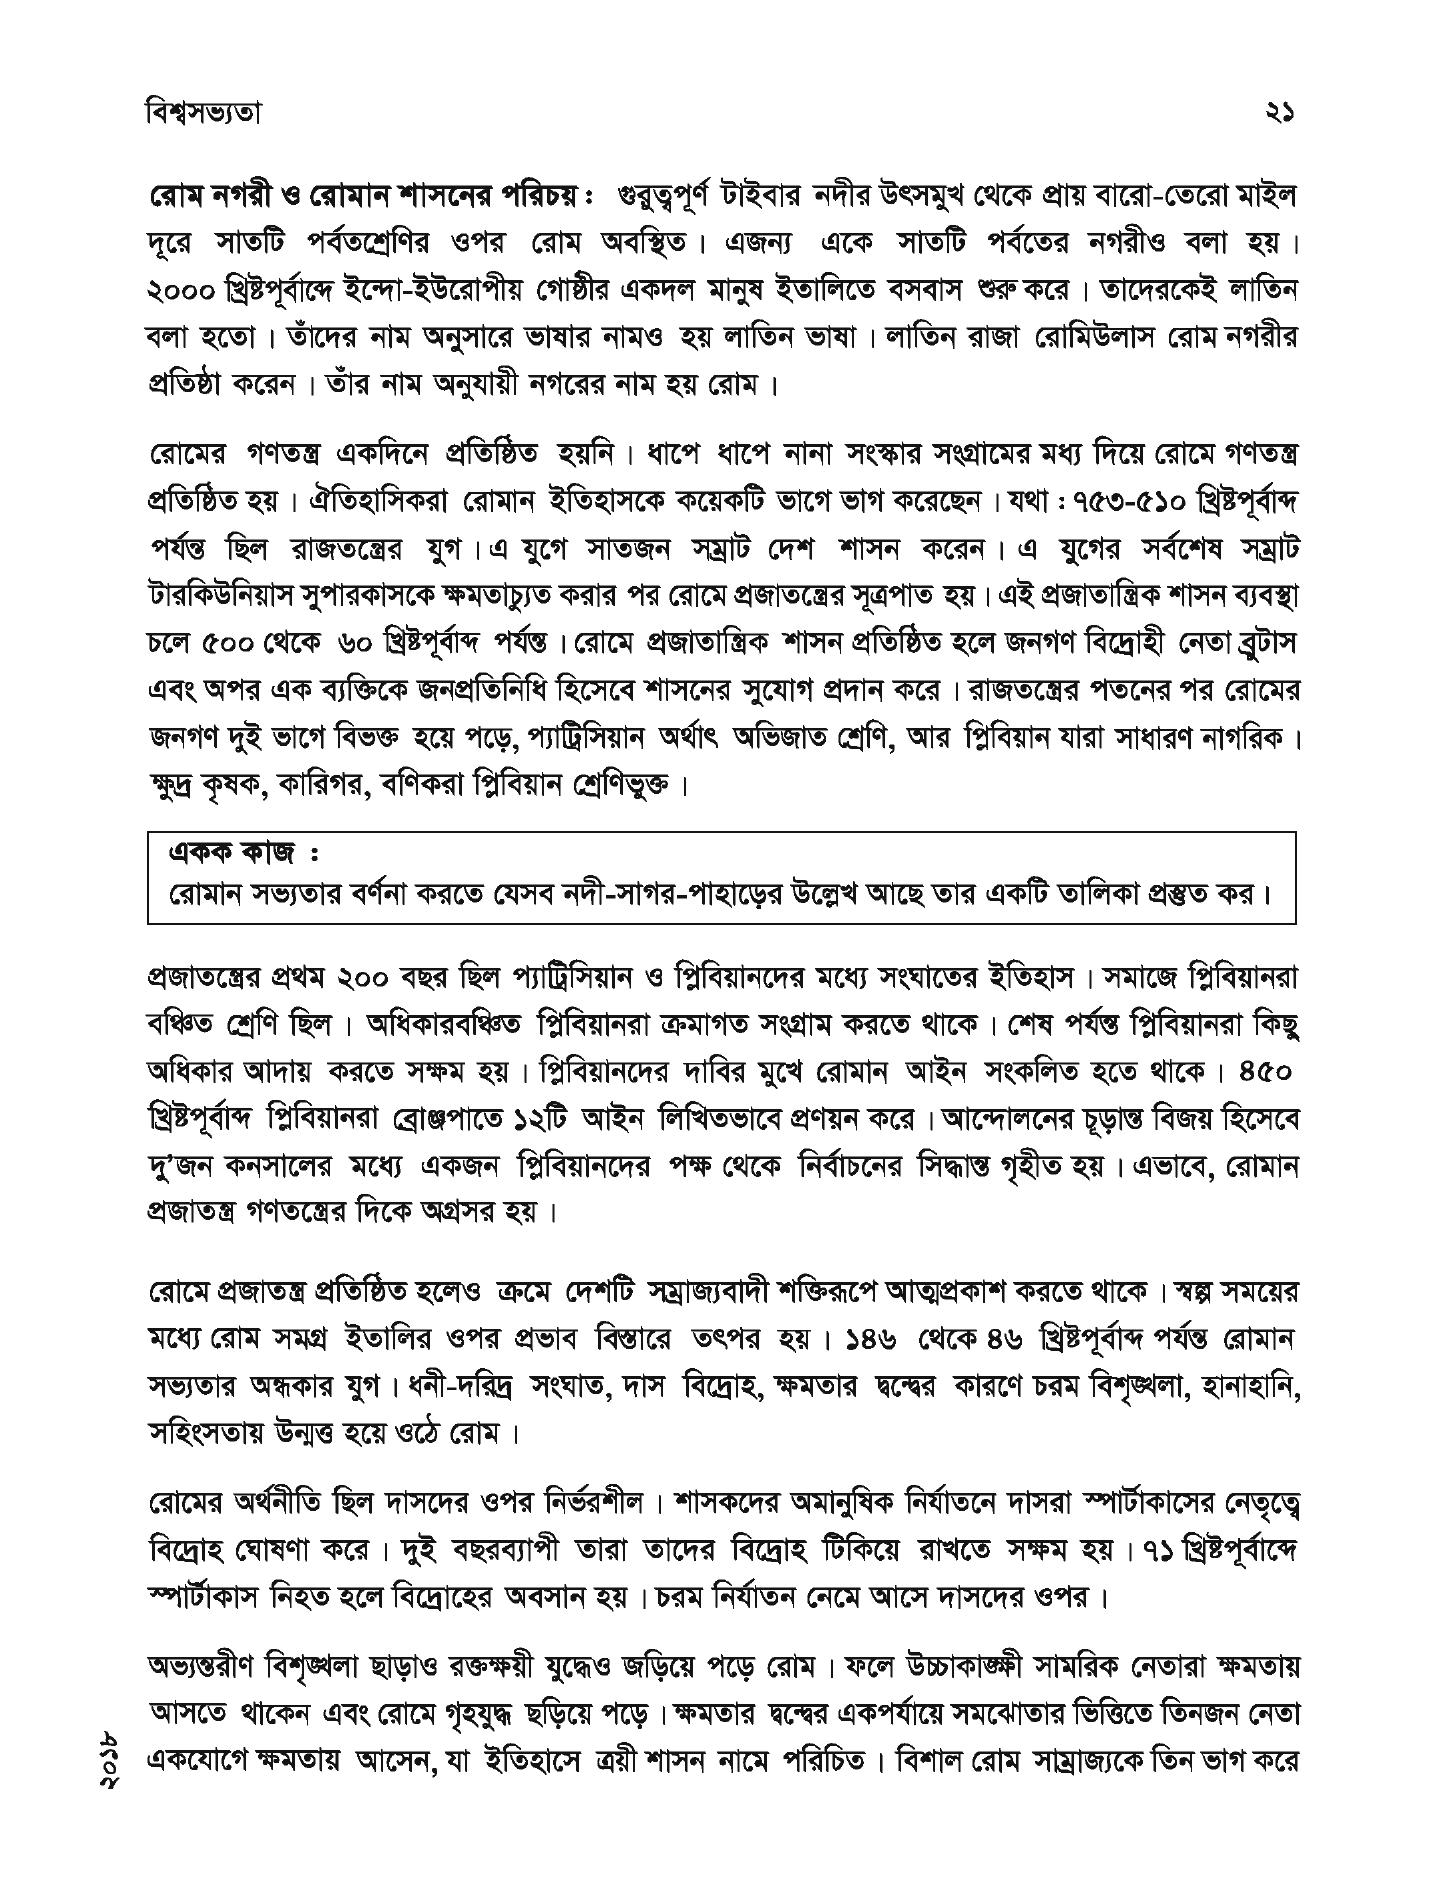 বিশ্বসভ্যতা ২১
রোম নগরী ও রোমান শাসনের পরিচয় : গুরুত্বপূর্ণ টাইবার নদীর উৎসমুখ থেকে প্রায় বারো-তেরো মাইল
দূরে সাতটি পর্বতশ্রেণির ওপর রোম অবস্থিত। এজন্য একে সাতটি পর্বতের নগরীও বলা হয়।
২০০০ খ্রিষ্টপূর্বাব্দে ইন্দো-ইউরোপীয় গোষ্ঠীর একদল মানুষ ইতালিতে বসবাস শুরু করে। তাদেরকেই লাতিন
বলা হতো। তাঁদের নাম অনুসারে ভাষার নামও হয় লাতিন ভাষা। লাতিন রাজা রোমিউলাস রোম নগরীর
প্রতিষ্ঠা করেন। তাঁর নাম অনুযায়ী নগরের নাম হয় রোম।
রোমের গণতন্ত্র একদিনে প্রতিষ্ঠিত হয়নি। ধাপে ধাপে নানা সংস্কার সংগ্রামের মধ্য দিয়ে রোমে গণতন্ত্র
প্রতিষ্ঠিত হয়। ঐতিহাসিকরা রোমান ইতিহাসকে কয়েকটি ভাগে ভাগ করেছেন। যথা : ৭৫৩-৫১০ খ্রিষ্টপূর্বাব্দ
পর্যন্ত ছিল রাজতন্ত্রের যুগ। এ যুগে সাতজন সম্রাট দেশ শাসন করেন। এ যুগের সর্বশেষ সম্রাট
টারকিউনিয়াস সুপারকাসকে ক্ষমতাচ্যুত করার পর রোমে প্রজাতন্ত্রের সূত্রপাত হয়। এই প্রজাতান্ত্রিক শাসন ব্যবস্থা
চলে ৫০০ থেকে ৬০ খ্রিষ্টপূর্বাব্দ পর্যন্ত। রোমে প্রজাতান্ত্রিক শাসন প্রতিষ্ঠিত হলে জনগণ বিদ্রোহী নেতা ব্রুটাস
এবং অপর এক ব্যক্তিকে জনপ্রতিনিধি হিসেবে শাসনের সুযোগ প্রদান করে। রাজতন্ত্রের পতনের পর রোমের
জনগণ দুই ভাগে বিভক্ত হয়ে পড়ে, প্যাট্রিসিয়ান অর্থাৎ অভিজাত শ্রেণি, আর প্লিবিয়ান যারা সাধারণ নাগরিক।
ক্ষুদ্র কৃষক, কারিগর, বণিকরা প্লিবিয়ান শ্রেণিভুক্ত।
একক কাজ :
রোমান সভ্যতার বর্ণনা করতে যেসব নদী-সাগর-পাহাড়ের উল্লেখ আছে তার একটি তালিকা প্রস্তুত কর।
প্রজাতন্ত্রের প্রথম ২০০ বছর ছিল প্যাট্রিসিয়ান ও প্লিবিয়ানদের মধ্যে সংঘাতের ইতিহাস। সমাজে প্লিবিয়ানরা
বঞ্চিত শ্রেণি ছিল। অধিকারবঞ্চিত প্লিবিয়ানরা ক্রমাগত সংগ্রাম করতে থাকে। শেষ পর্যন্ত প্লিবিয়ানরা কিছু
অধিকার আদায় করতে সক্ষম হয়। প্লিবিয়ানদের দাবির মুখে রোমান আইন সংকলিত হতে থাকে। ৪৫০
খ্রিষ্টপূর্বাব্দ প্লিবিয়ানরা ব্রোঞ্জপাতে ১২টি আইন লিখিতভাবে প্রণয়ন করে। আন্দোলনের চূড়ান্ত বিজয় হিসেবে
দু’জন কনসালের মধ্যে একজন প্লিবিয়ানদের পক্ষ থেকে নির্বাচনের সিদ্ধান্ত গৃহীত হয়। এভাবে, রোমান
প্রজাতন্ত্র গণতন্ত্রের দিকে অগ্রসর হয়।
রোমে প্রজাতন্ত্র প্রতিষ্ঠিত হলেও ক্রমে দেশটি সম্রাজ্যবাদী শক্তিরূপে আত্মপ্রকাশ করতে থাকে। স্বল্প সময়ের
মধ্যে রোম সমগ্র ইতালির ওপর প্রভাব বিস্তারে তৎপর হয়। ১৪৬ থেকে ৪৬ খ্রিষ্টপূর্বাব্দ পর্যন্ত রোমান
সভ্যতার অন্ধকার যুগ। ধনী-দরিদ্র সংঘাত, দাস বিদ্রোহ, ক্ষমতার দ্বন্দ্বের কারণে চরম বিশৃঙ্খলা, হানাহানি,
সহিংসতায় উন্মত্ত হয়ে ওঠে রোম।
রোমের অর্থনীতি ছিল দাসদের ওপর নির্ভরশীল। শাসকদের অমানুষিক নির্যাতনে দাসরা স্পার্টাকাসের নেতৃত্বে
বিদ্রোহ ঘোষণা করে। দুই বছরব্যাপী তারা তাদের বিদ্রোহ টিকিয়ে রাখতে সক্ষম হয়। ৭১ খ্রিষ্টপূর্বাব্দে
স্পার্টাকাস নিহত হলে বিদ্রোহের অবসান হয়। চরম নির্যাতন নেমে আসে দাসদের ওপর।
অভ্যন্তরীণ বিশৃঙ্খলা ছাড়াও রক্তক্ষয়ী যুদ্ধেও জড়িয়ে পড়ে রোম। ফলে উচ্চাকাঙ্ক্ষী সামরিক নেতারা ক্ষমতায়
আসতে থাকেন এবং রোমে গৃহযুদ্ধ ছড়িয়ে পড়ে। ক্ষমতার দ্বন্দ্বের একপর্যায়ে সমঝোতার ভিত্তিতে তিনজন নেতা
একযোগে ক্ষমতায় আসেন, যা ইতিহাসে ত্রয়ী শাসন নামে পরিচিত। বিশাল রোম সাম্রাজ্যকে তিন ভাগ করে
২০১৮